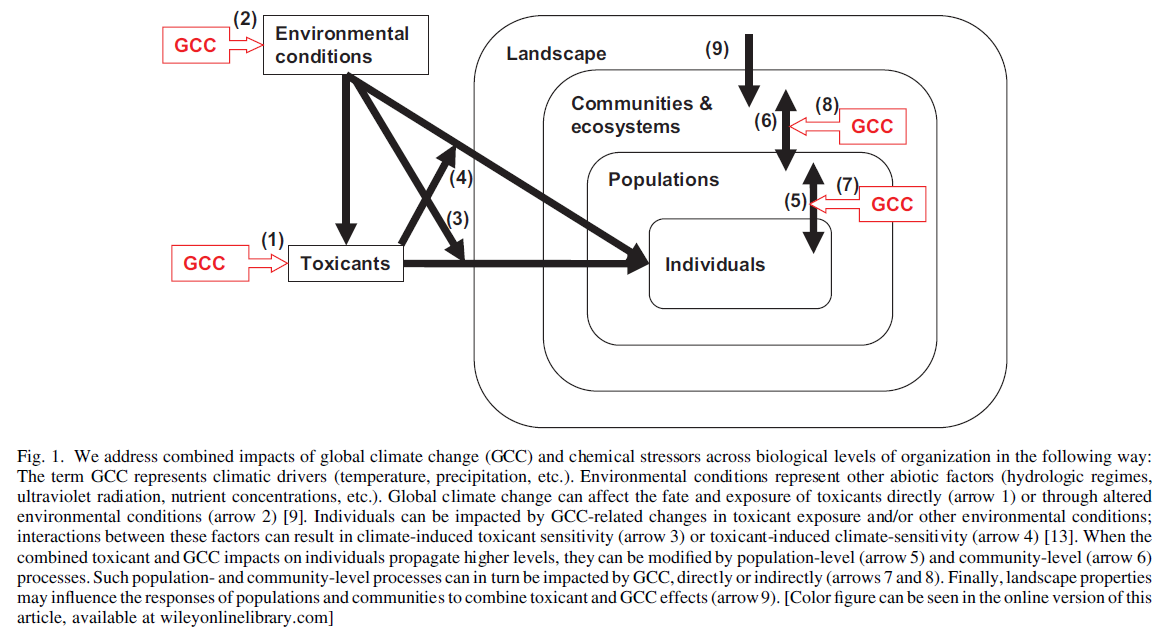 (2)
GCC
Environmental
conditions
(9)
Landscape
Communities &
ecosystems
(8)
(6)
GCC
Populations
(4)
(7)
(5)
GCC
(3)
(1)
GCC
Toxicants
Individuals
Fig. 1. We address combined impacts of global climate change (GCC) and chemical stressors across biological levels of organization in the following way:
The term GCC represents climatic drivers (temperature, precipitation, etc.). Environmental conditions represent other abiotic factors (hydrologic regimes,
ultraviolet radiation, nutrient concentrations, etc.). Global climate change can affect the fate and exposure of toxicants directly (arrow 1) or through altered
environmental conditions (arrow 2) [9]. Individuals can be impacted by GCC-related changes in toxicant exposure and/or other environmental conditions;
interactions between these factors can result in climate-induced toxicant sensitivity (arrow 3) or toxicant-induced climate-sensitivity (arrow 4) [13]. When the
combined toxicant and GCC impacts on individuals propagate higher levels, they can be modified by population-level (arrow 5) and community-level (arrow 6)
processes. Such population- and community-level processes can in turn be impacted by GCC, directly or indirectly (arrows 7 and 8). Finally, landscape properties
may influence the responses of populations and communities to combine toxicant and GCC effects (arrow 9). [Color figure can be seen in the online version of this
article, available at wileyonlinelibrary.com]